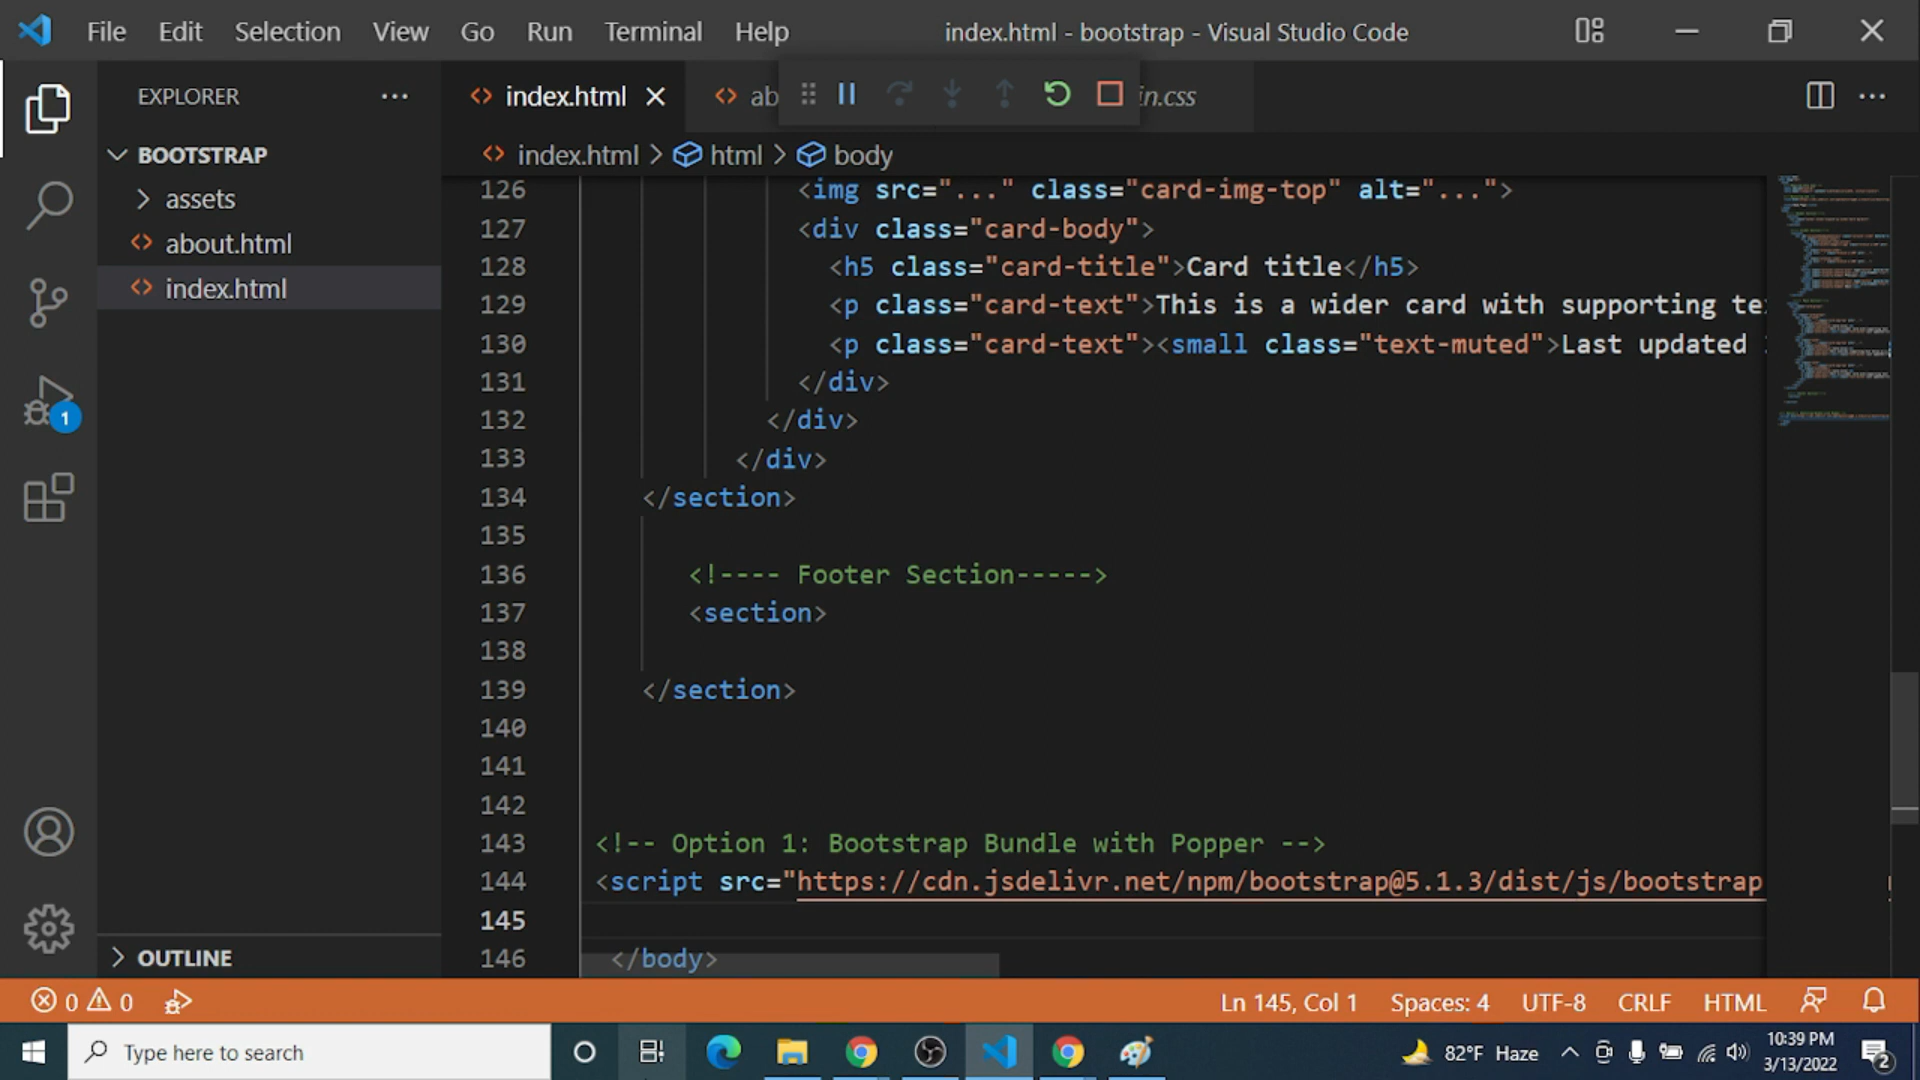 File Edit Selection View Go Run Terminal Help index.html - bootstrap - Visual Studio Code
EXPLORER
index.html
ab
in.css
BOOTSTRAP
assets
about.html
index.html
OUTLINE
index.html > html > body
126 <img src="..." class="card-img-top" alt="...">
127 <div class="card-body">
128 <h5 class="card-title">Card title</h5>
129 <p class="card-text">This is a wider card with supporting te
130 <p class="card-text"><small class="text-muted">Last updated
131 </div>
132 </div>
133 </div>
134 </section>
135
136 <!---- Footer Section----->
137 <section>
138
139 </section>
140
141
142
143 <!-- Option 1: Bootstrap Bundle with Popper -->
144 <script src="https://cdn.jsdelivr.net/npm/bootstrap@5.1.3/dist/js/bootstrap
145
146 </body>
1
0 0
Ln 145, Col 1 Spaces: 4 UTF-8 CRLF HTML
Type here to search
82°F Haze
10:39 PM
3/13/2022
2